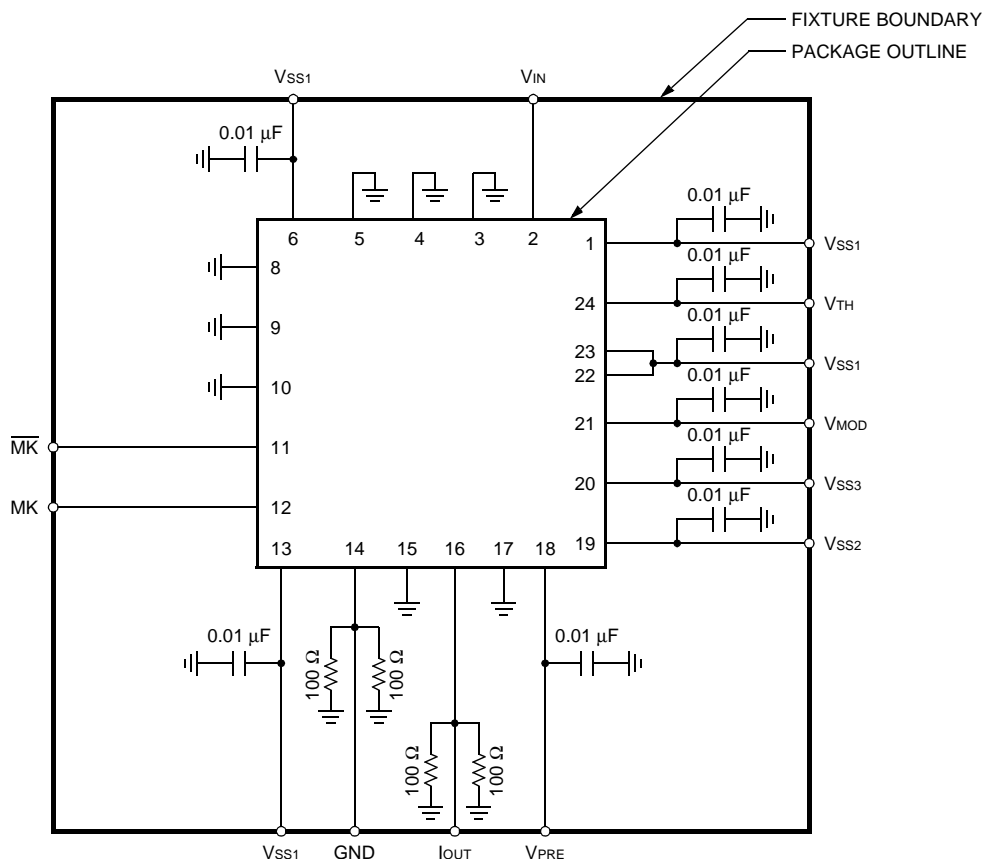 FIXTURE BOUNDARY
PACKAGE OUTLINE
VSS1
VIN
0.01 μF
6 5 4 3 2
1
0.01 μF
VSS1
8
24
0.01 μF
VTH
9
23
22
0.01 μF
VSS1
10
21
0.01 μF
VMOD
MK
11
20
0.01 μF
VSS3
MK
12
19
0.01 μF
VSS2
13 14 15 16 17 18
0.01 μF
100 Ω
100 Ω
0.01 μF
100 Ω
100 Ω
VSS1 GND IOUT VPRE